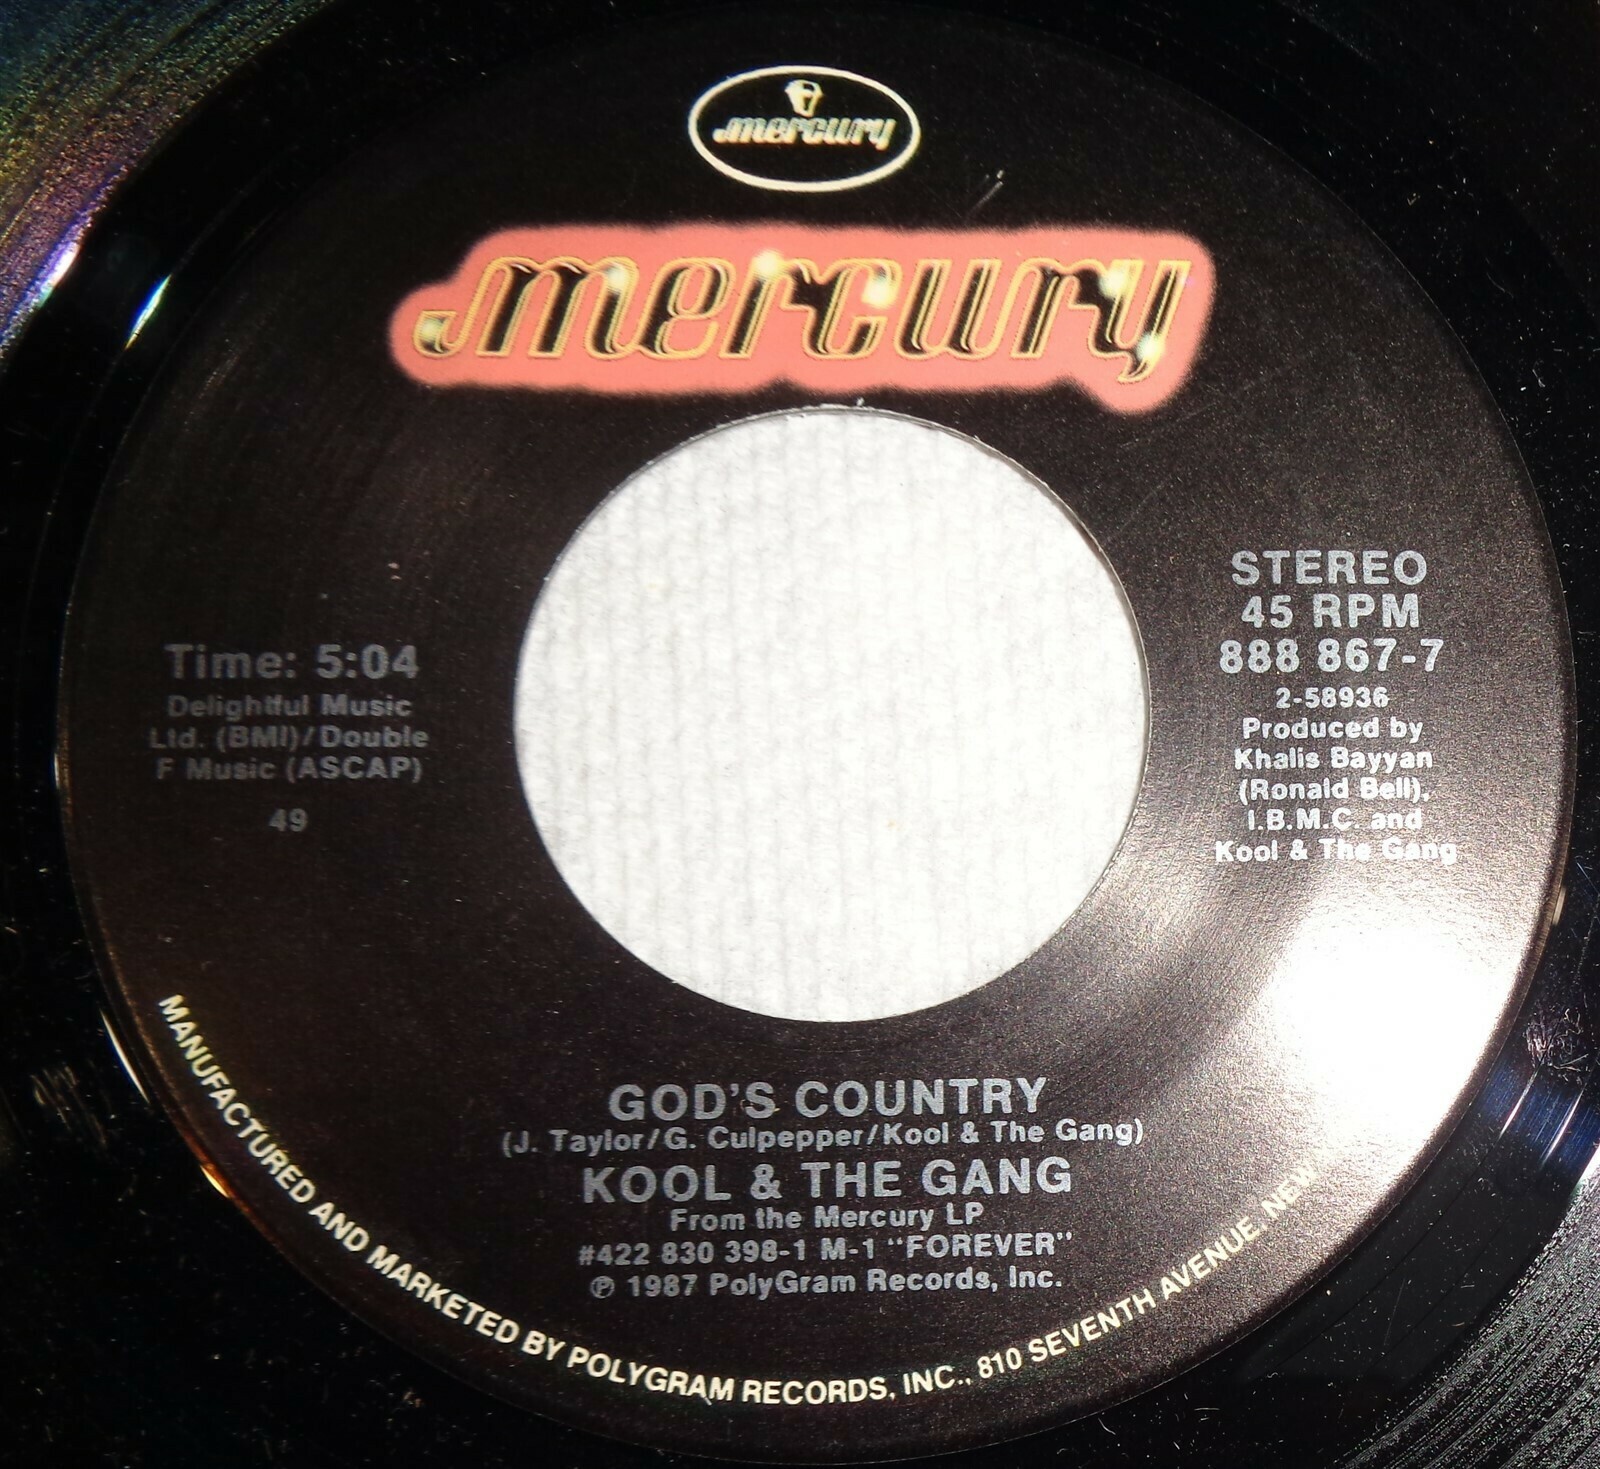 mercury
mercury
Time: 5:04
Delightful Music
Ltd. (BMI)/Double
F Music (ASCAP)
49
STEREO
45 RPM
888 867-7
2-58936
Produced by
Khalis Bayyan
(Ronald Bell),
I.B.M.C. and
Kool & The Gang
GOD'S COUNTRY
(J. Taylor/G. Culpepper/Kool & The Gang)
KOOL & THE GANG
From the Mercury LP
#422 830 398-1 M-1 "FOREVER"
℗ 1987 PolyGram Records, Inc.
MANUFACTURED AND MARKETED BY POLYGRAM RECORDS, INC., 810 SEVENTH AVENUE, NEW